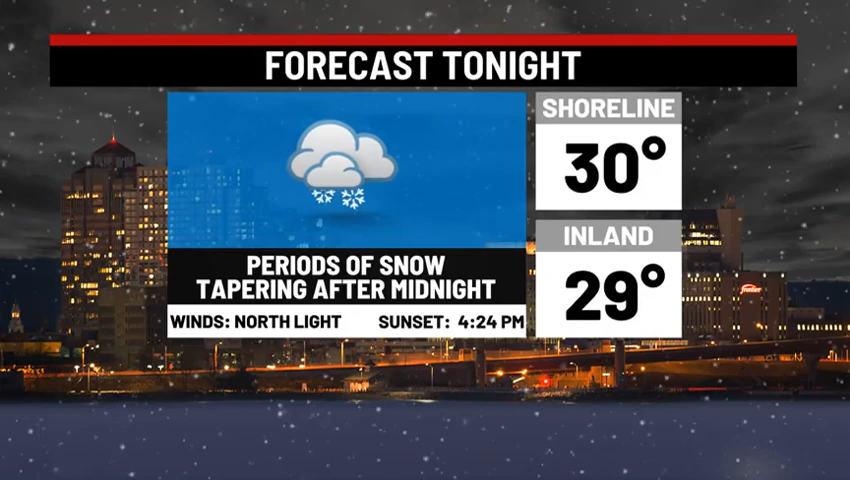 FORECAST TONIGHT
SHORELINE
30°
INLAND
29°
PERIODS OF SNOW
TAPERING AFTER MIDNIGHT
WINDS: NORTH LIGHT SUNSET: 4:24 PM
frontier